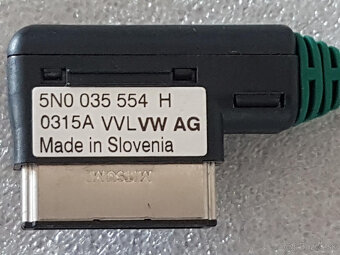 5N0 035 554 H
0315A VVLVW AG
Made in Slovenia